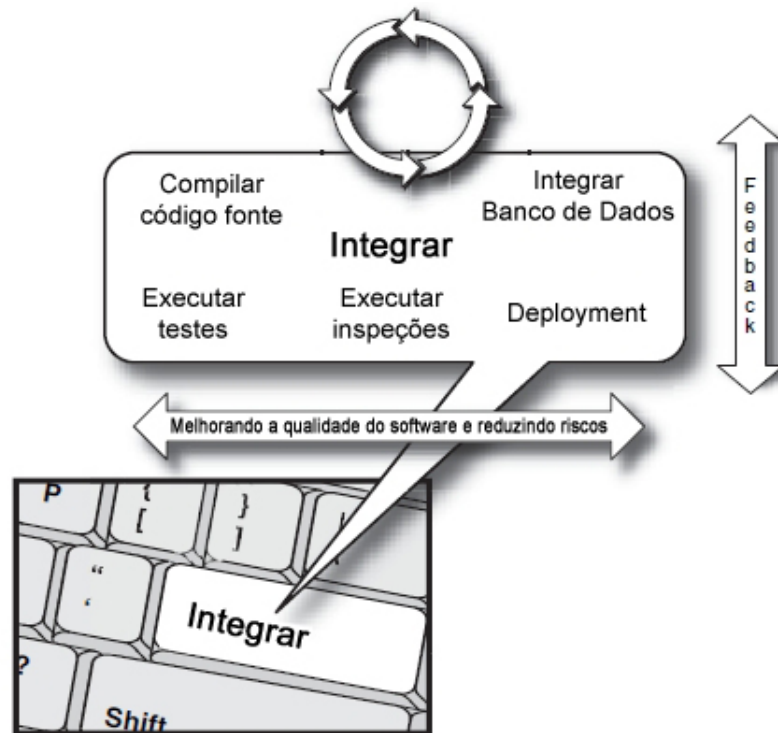 Compilar
código fonte
Integrar
Banco de Dados
Integrar
Executar
testes
Executar
inspeções
Deployment
Feedback
Melhorando a qualidade do software e reduzindo riscos
P
{
[
}
]
“
‘
Integrar
?
Shift